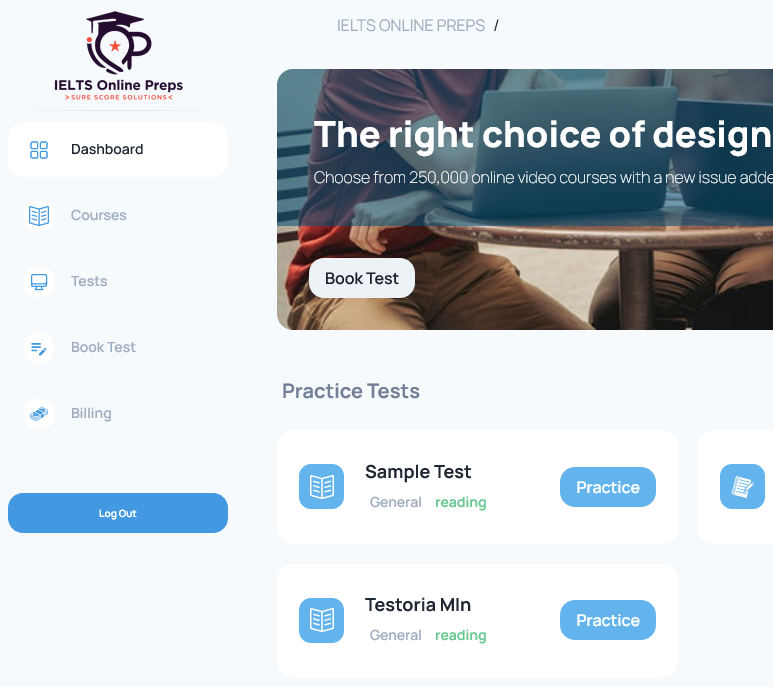 IELTS Online Preps
>SURE SCORE SOLUTIONS<
Dashboard
Courses
Tests
Book Test
Billing
Log Out
IELTS ONLINE PREPS /
The right choice of design
Choose from 250,000 online video courses with a new issue adde
Book Test
Practice Tests
Sample Test
General reading
Practice
Testoria Mln
General reading
Practice